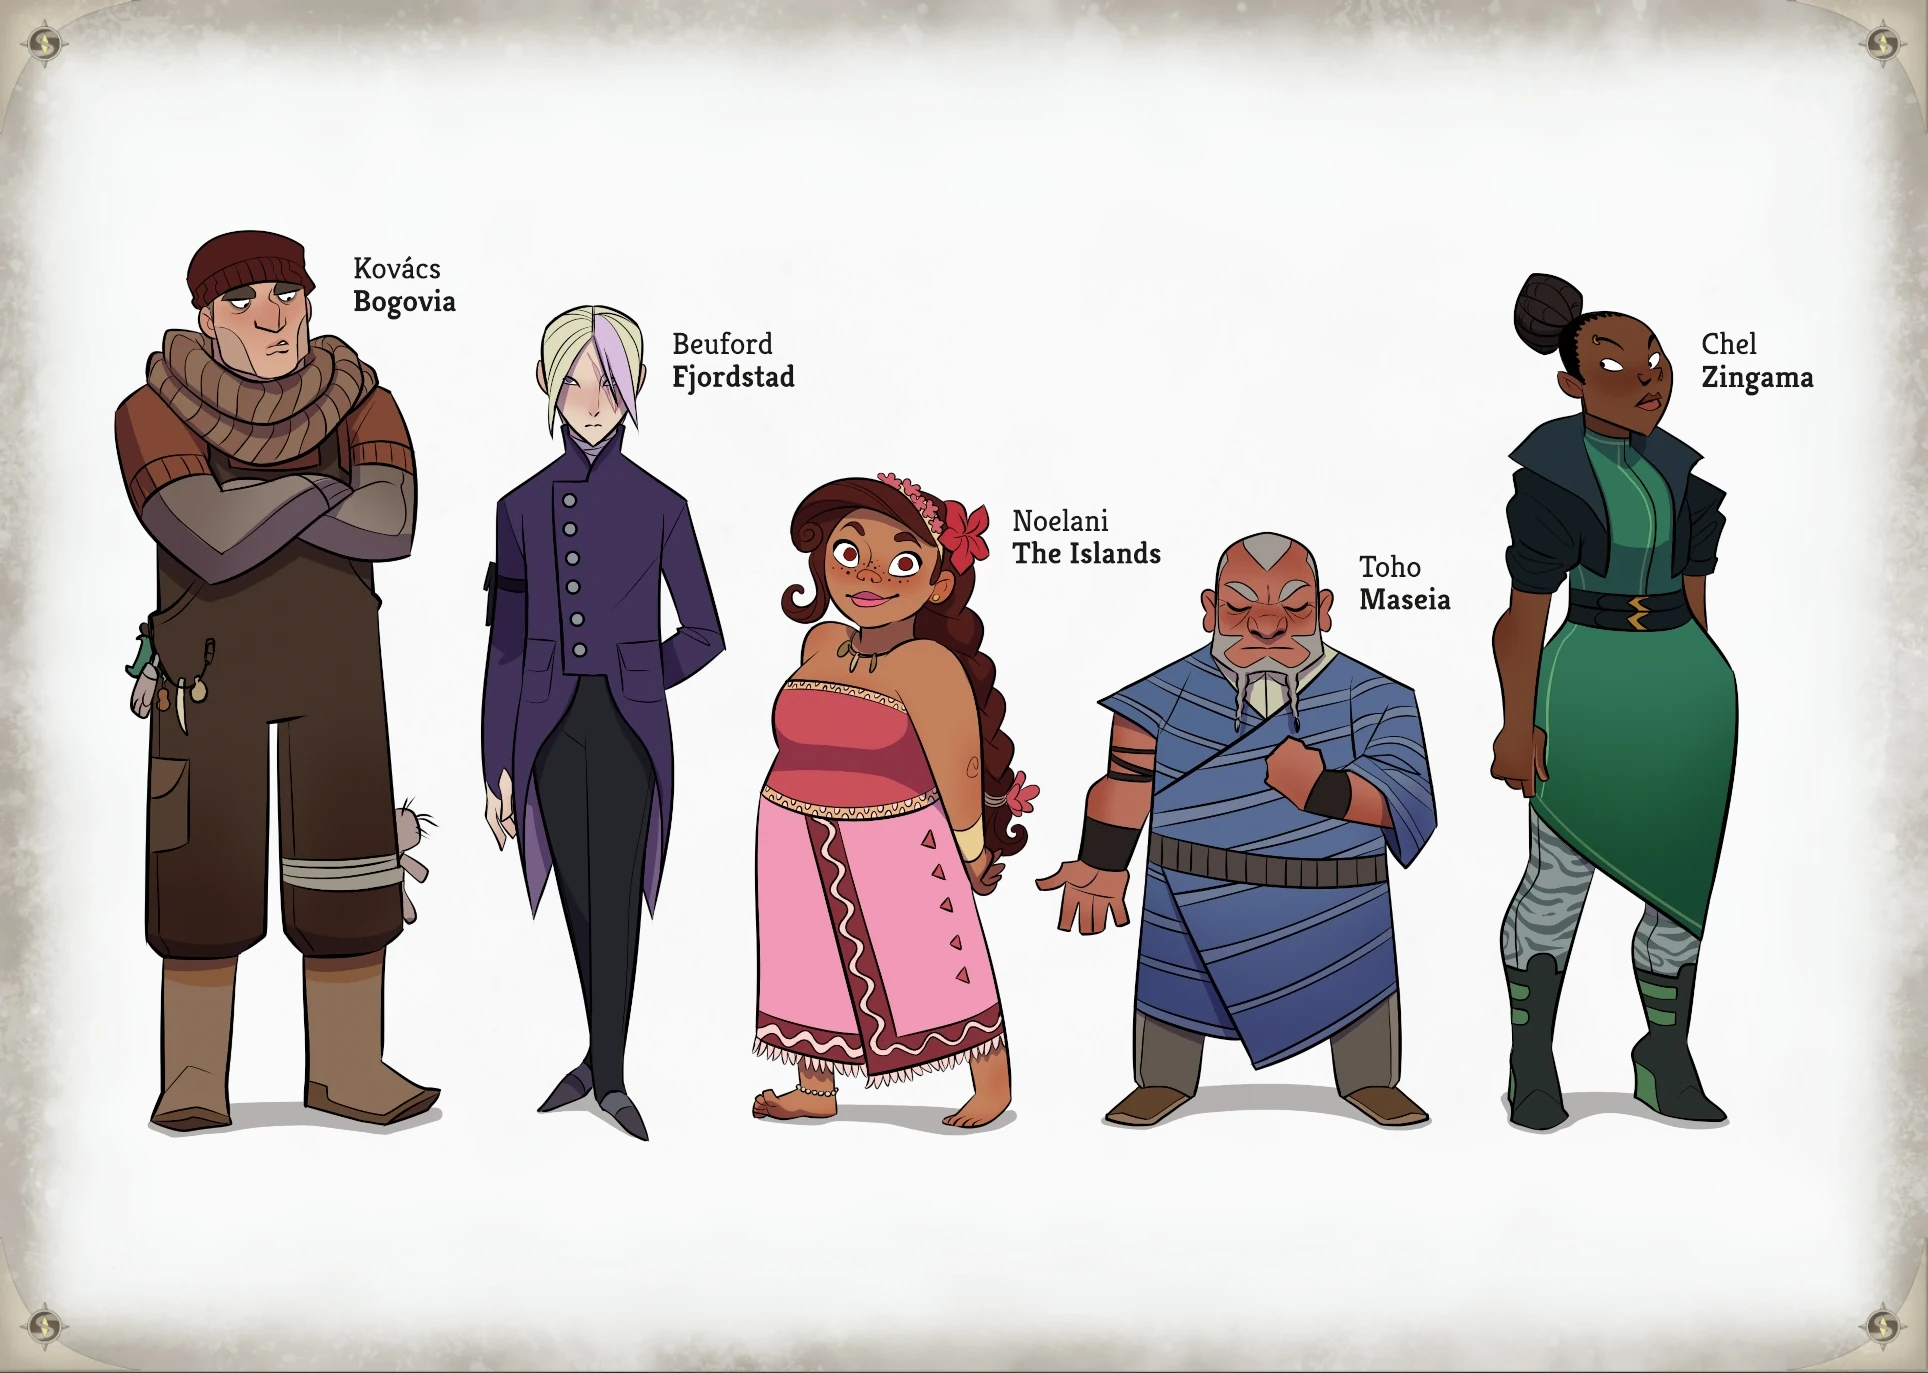 Kovács
Bogovia
Beuford
Fjordstad
Noelani
The Islands
Toho
Maseia
Chel
Zingama